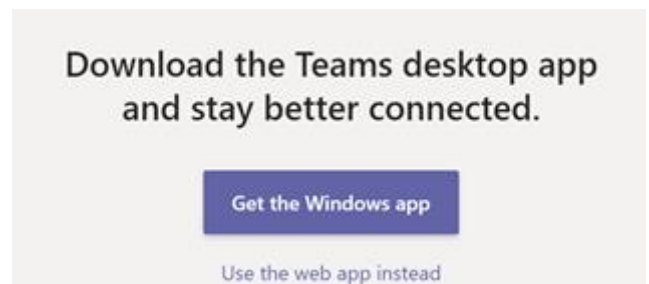 Download the Teams desktop app
and stay better connected.
Get the Windows app
Use the web app instead